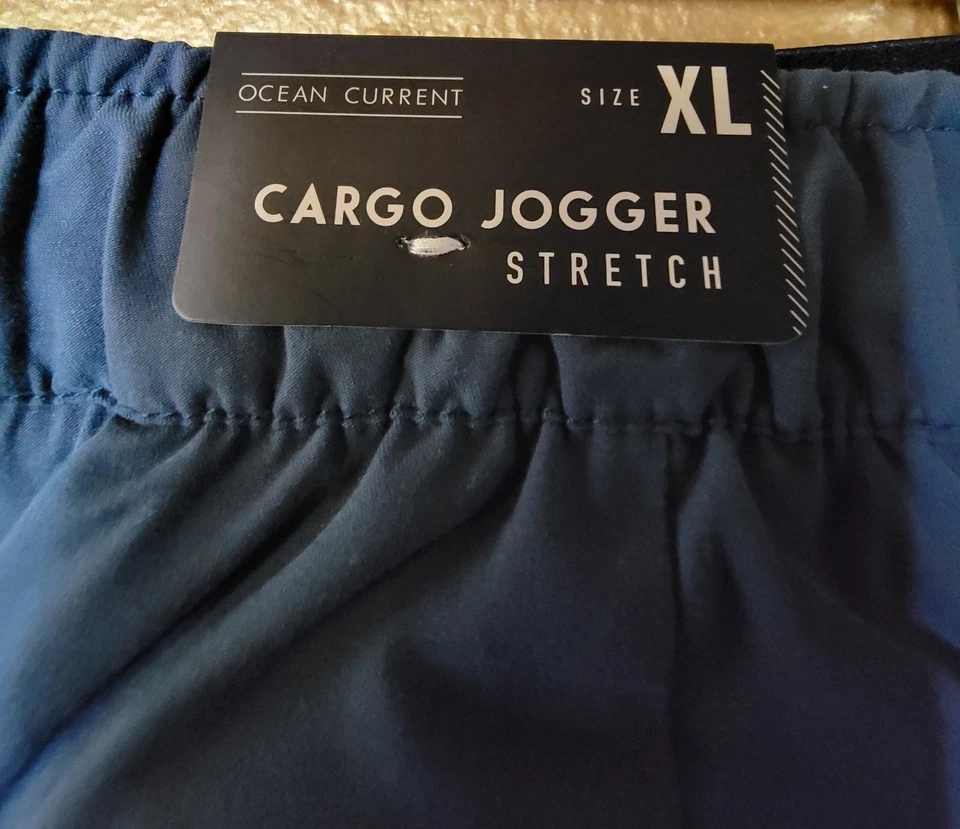 OCEAN CURRENT
SIZE XL
CARGO JOGGER
STRETCH